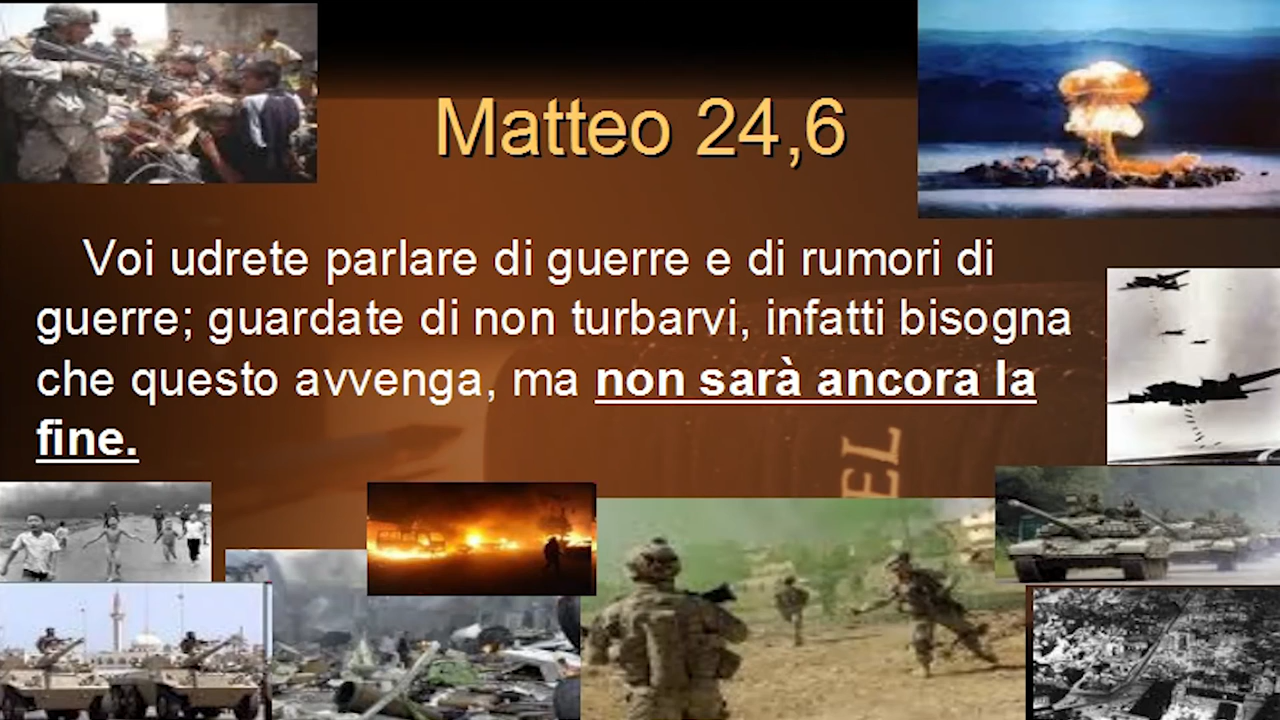 Matteo 24,6
Voi udrete parlare di guerre e di rumori di
guerre; guardate di non turbarvi, infatti bisogna
che questo avvenga, ma non sarà ancora la
fine.
EL